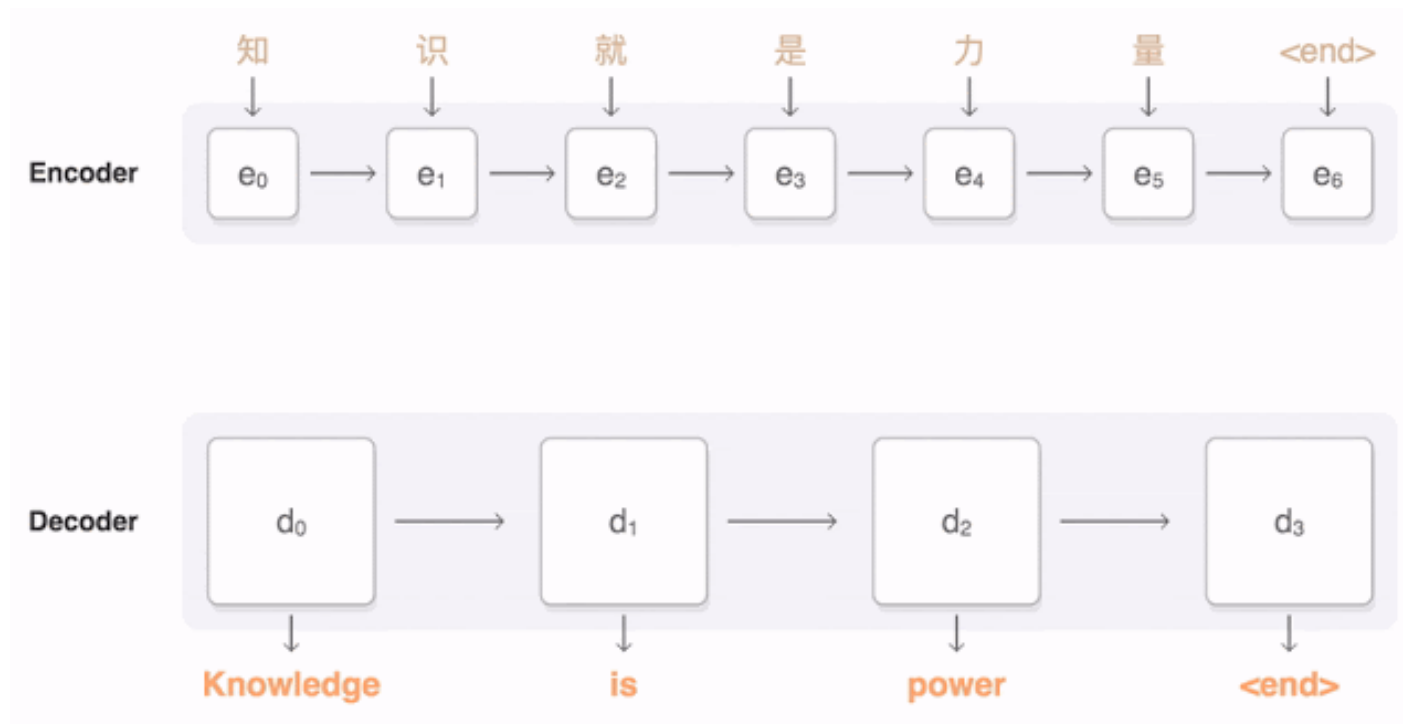 知 识 就 是 力 量 <end>
Encoder e₀ e₁ e₂ e₃ e₄ e₅ e₆
Decoder d₀ d₁ d₂ d₃
Knowledge is power <end>